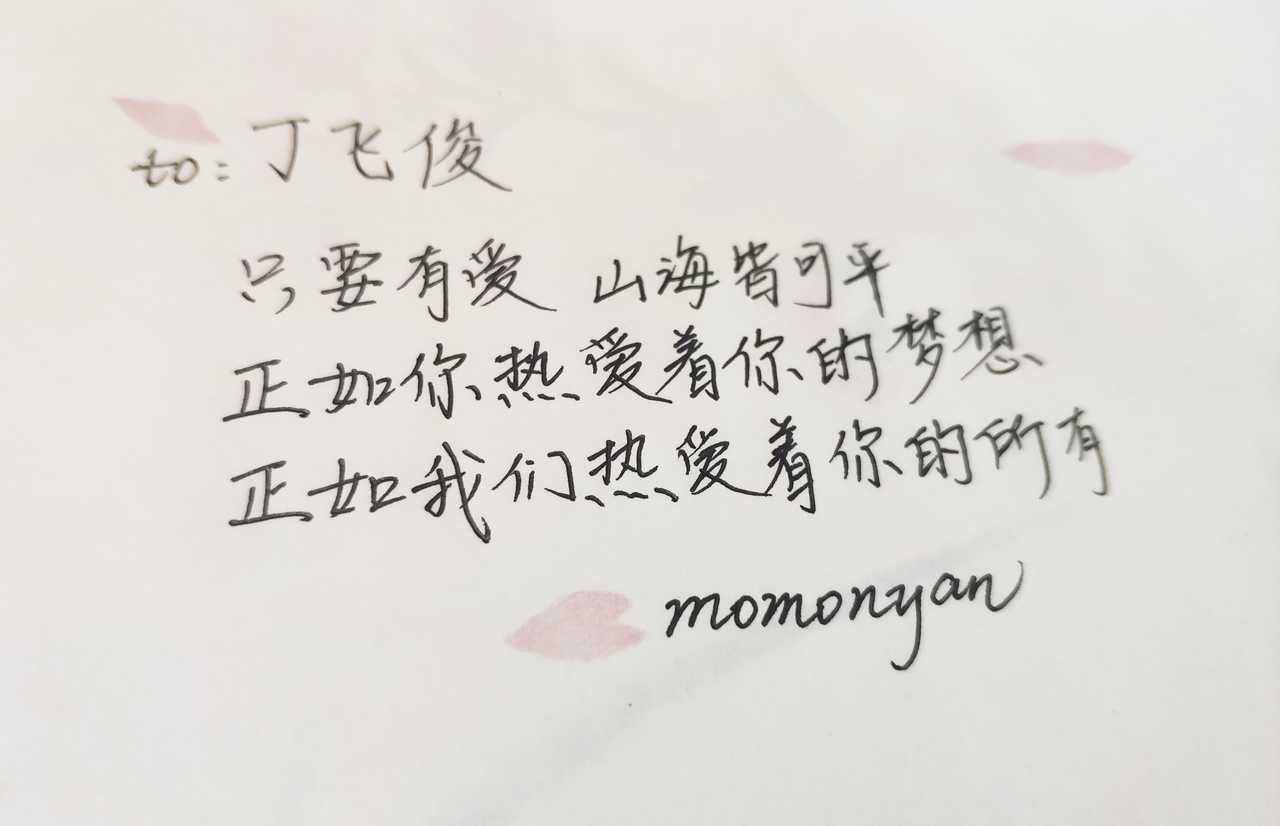 to: 丁飞俊
只要有爱 山海皆可平
正如你热爱着你的梦想
正如我们热爱着你的所有
momonyan